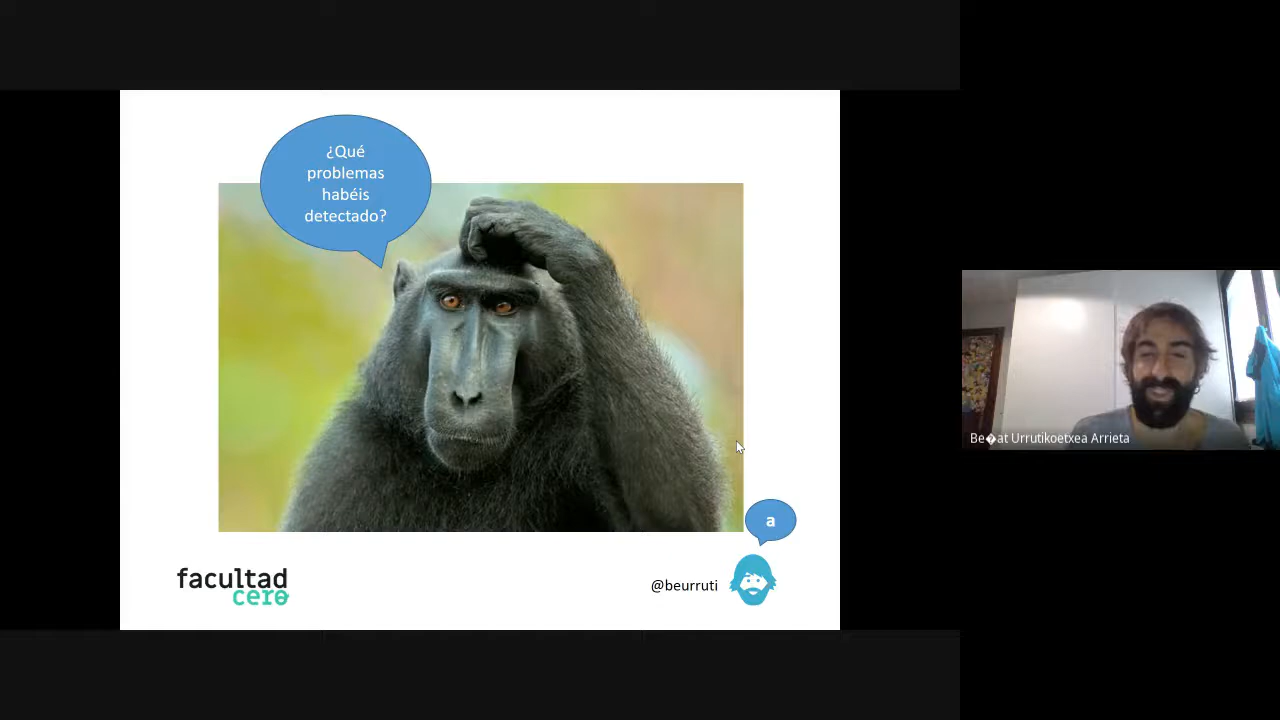 ¿Qué
problemas
habéis
detectado?
a
@beurruti
facultad
cero
Be�at Urrutikoetxea Arrieta